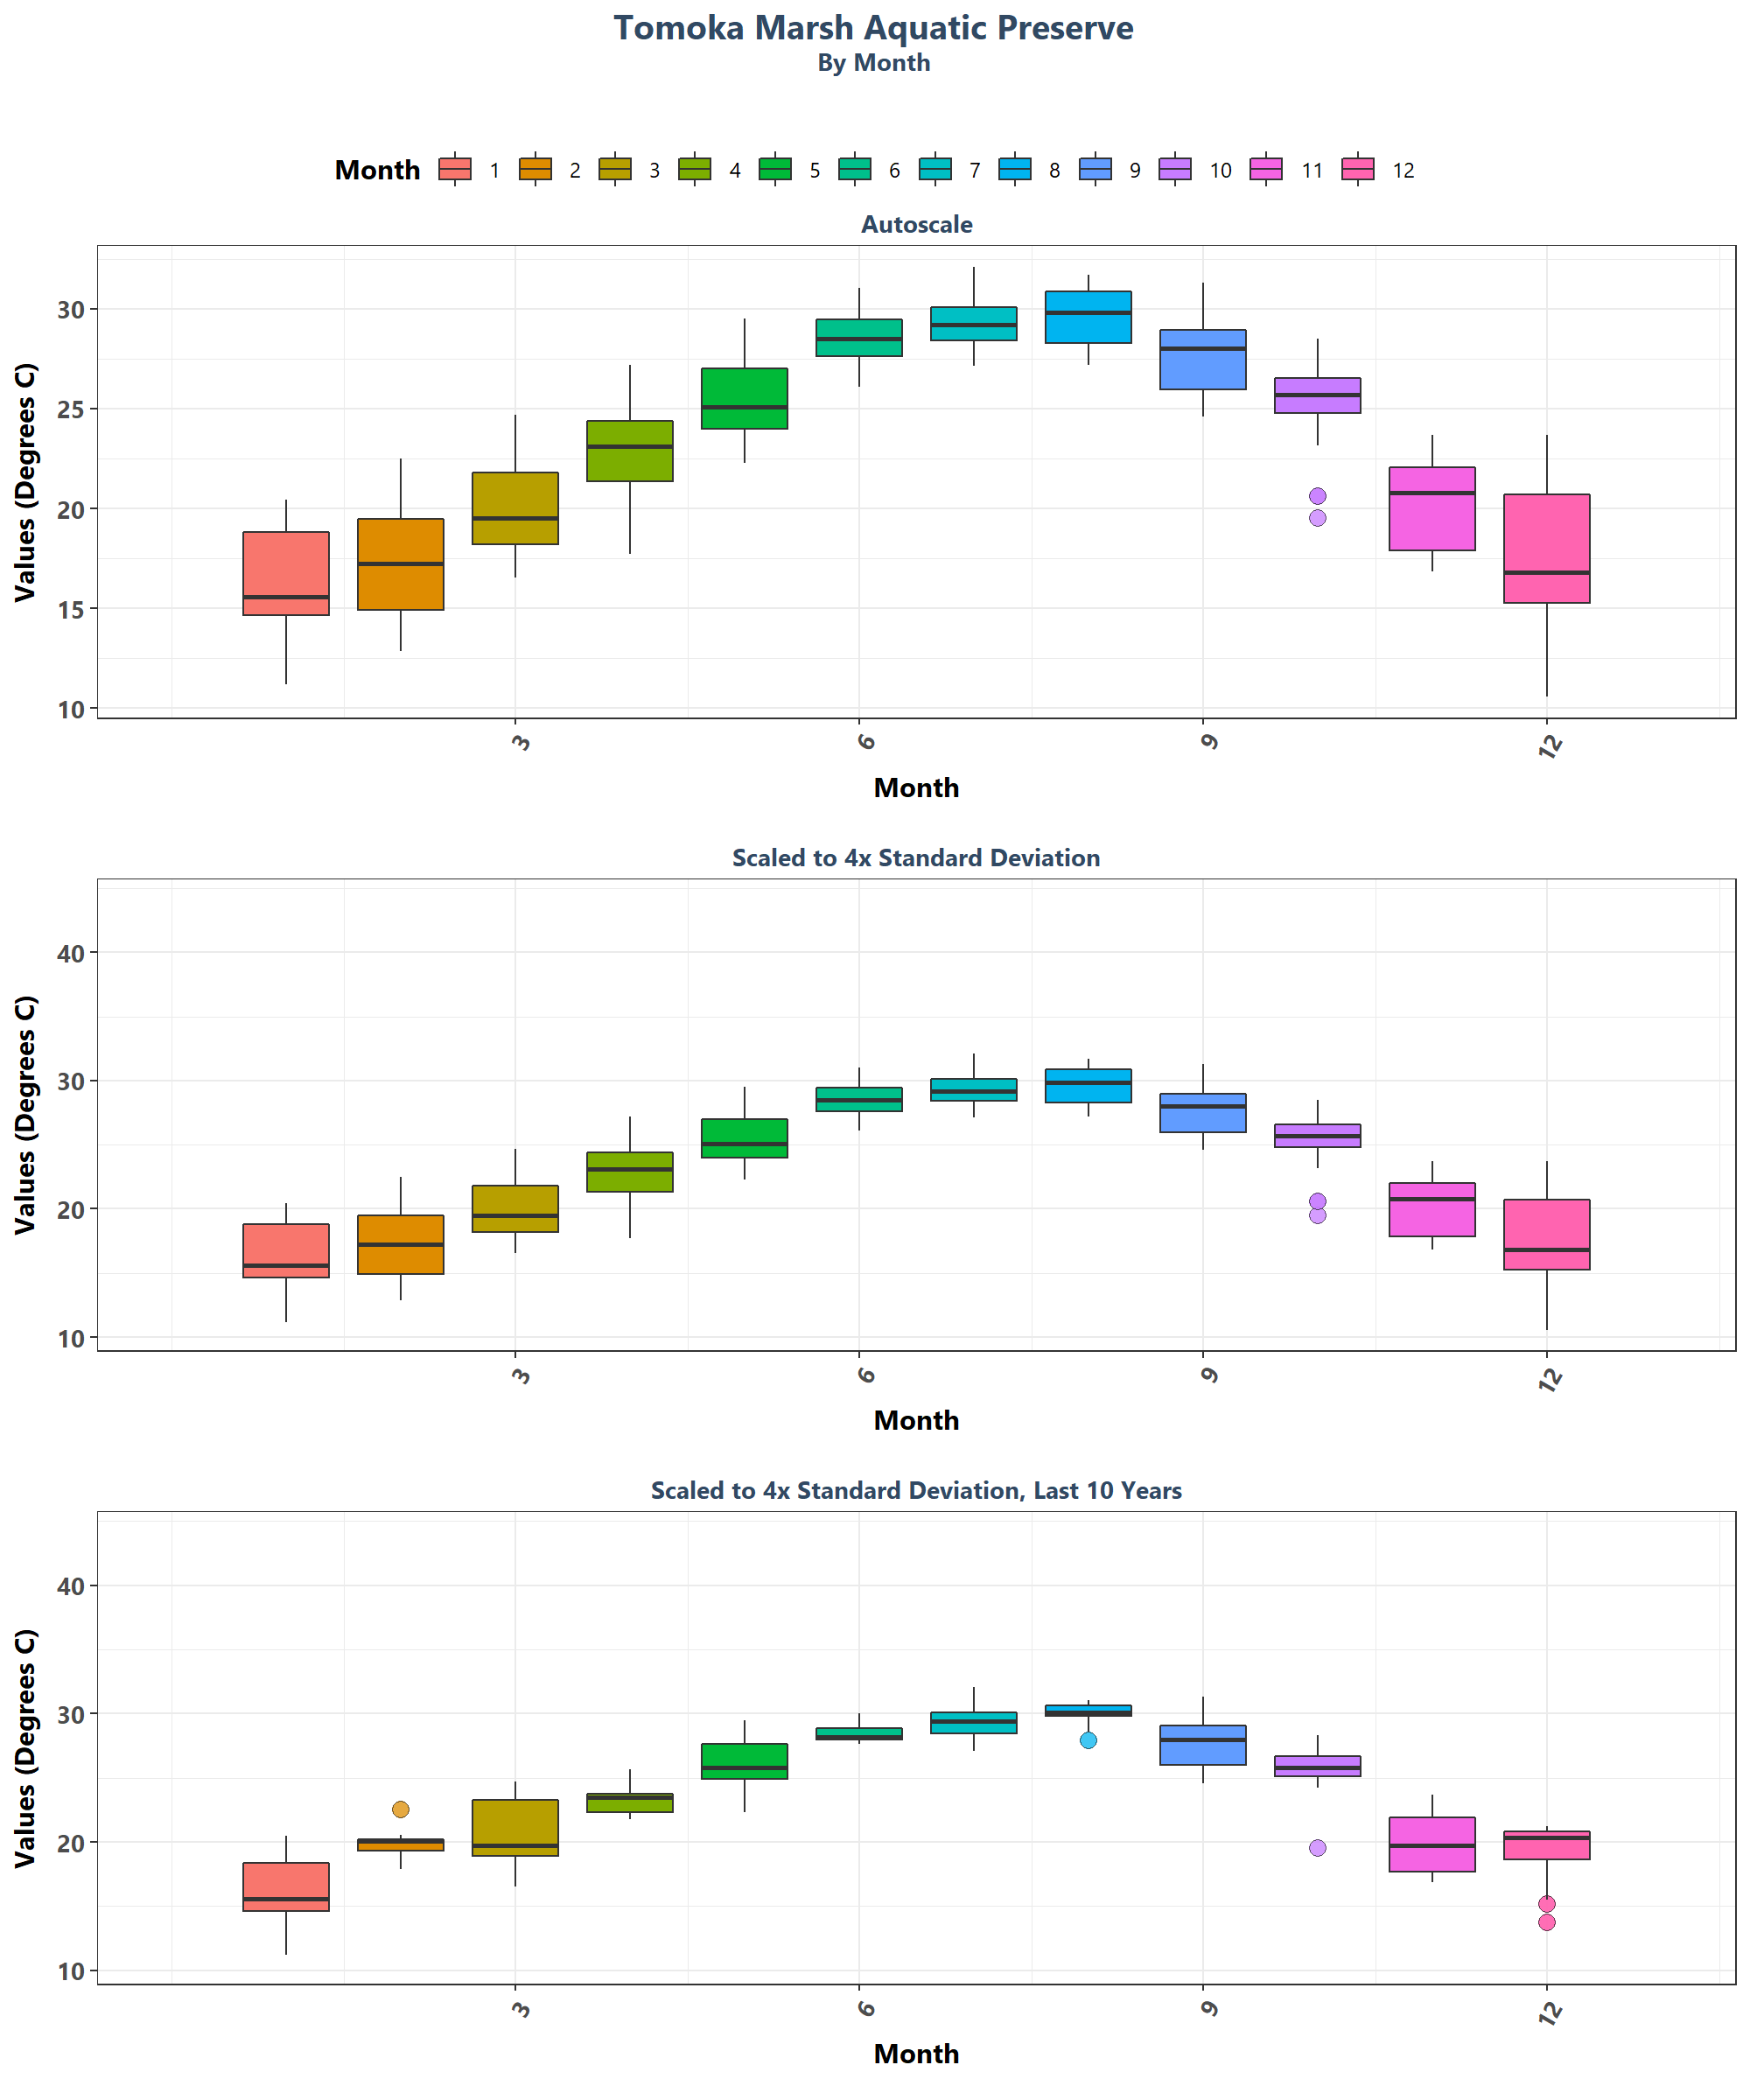 Tomoka Marsh Aquatic Preserve
By Month
Month 1 2 3 4 5 6 7 8 9 10 11 12
Autoscale
Values (Degrees C)
30
25
20
15
10
3 6 9 12
Month
Scaled to 4x Standard Deviation
Values (Degrees C)
40
30
20
10
3 6 9 12
Month
Scaled to 4x Standard Deviation, Last 10 Years
Values (Degrees C)
40
30
20
10
3 6 9 12
Month